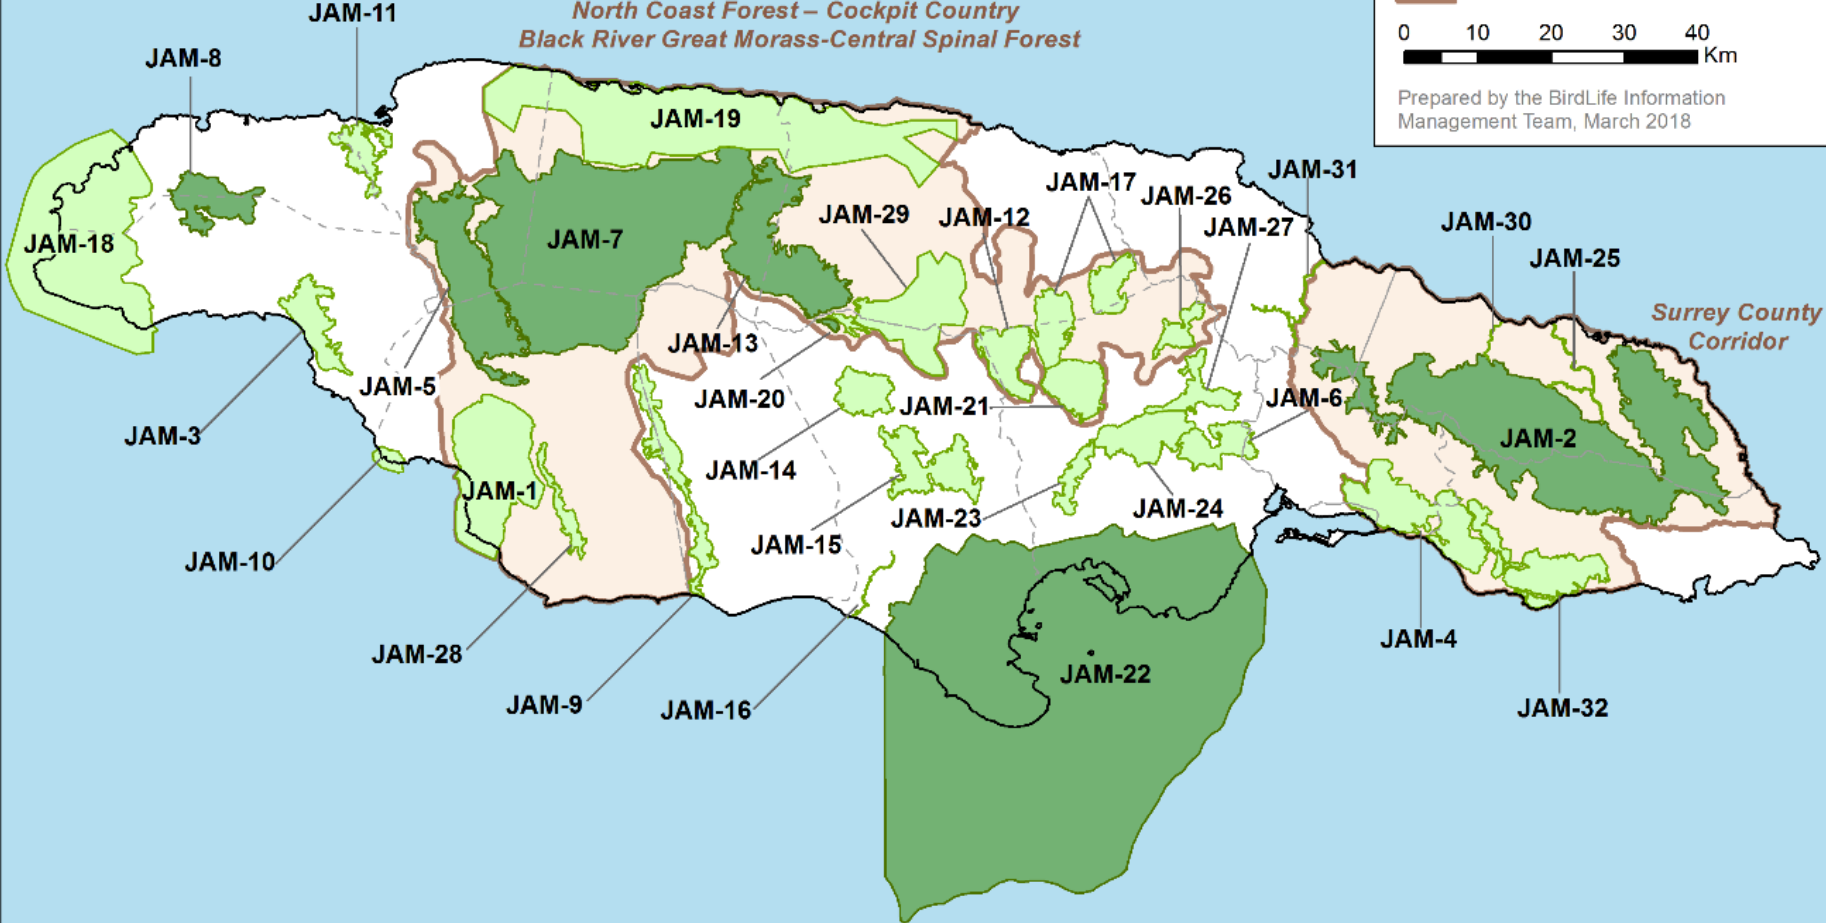 JAM-11
North Coast Forest – Cockpit Country
Black River Great Morass-Central Spinal Forest
0 10 20 30 40
Km
Prepared by the BirdLife Information
Management Team, March 2018
JAM-8
JAM-19
JAM-31
JAM-17
JAM-26
JAM-29
JAM-12
JAM-27
JAM-30
JAM-18
JAM-7
JAM-25
Surrey County
Corridor
JAM-13
JAM-5
JAM-20
JAM-21
JAM-6
JAM-3
JAM-2
JAM-14
JAM-1
JAM-23
JAM-24
JAM-15
JAM-10
JAM-28
JAM-4
JAM-22
JAM-9
JAM-16
JAM-32